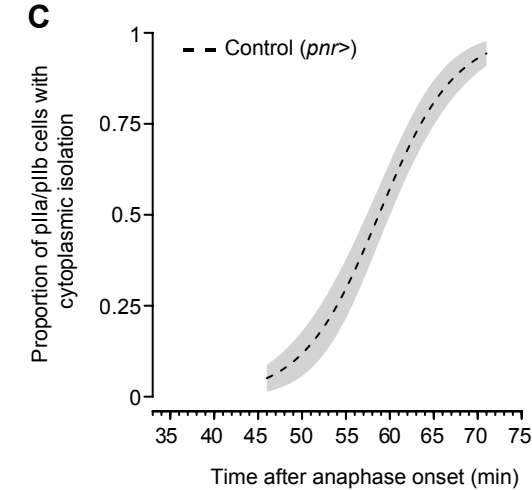 C
Control (pnr>)
Proportion of pIIa/pIIb cells with
cytoplasmic isolation
1
0.75
0.5
0.25
0
35 40 45 50 55 60 65 70 75
Time after anaphase onset (min)